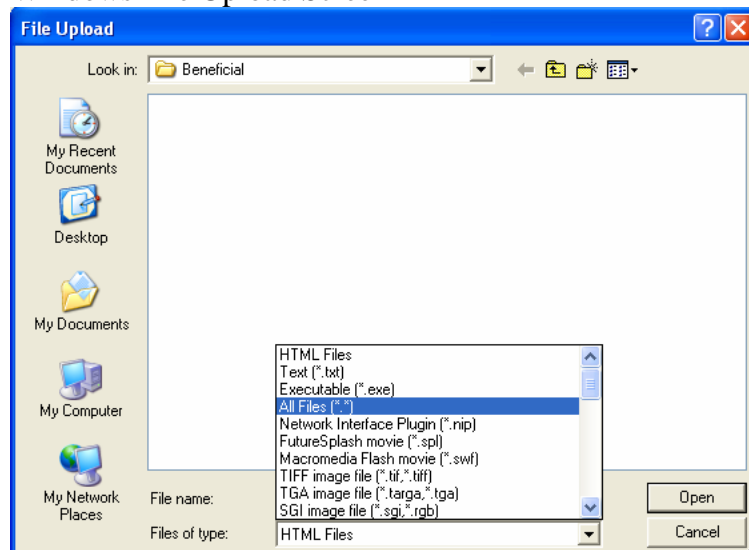 File Upload
Look in:
Beneficial
My Recent
Documents
Desktop
My Documents
My Computer
My Network
Places
HTML Files
Text (*.txt)
Executable (*.exe)
All Files (*.*)
Network Interface Plugin (*.nip)
FutureSplash movie (*.spl)
Macromedia Flash movie (*.swf)
TIFF image file (*.tif,*.tiff)
TGA image file (*.targa,*.tga)
SGI image file (*.sgi,*.rgb)
File name:
Open
Files of type:
HTML Files
Cancel